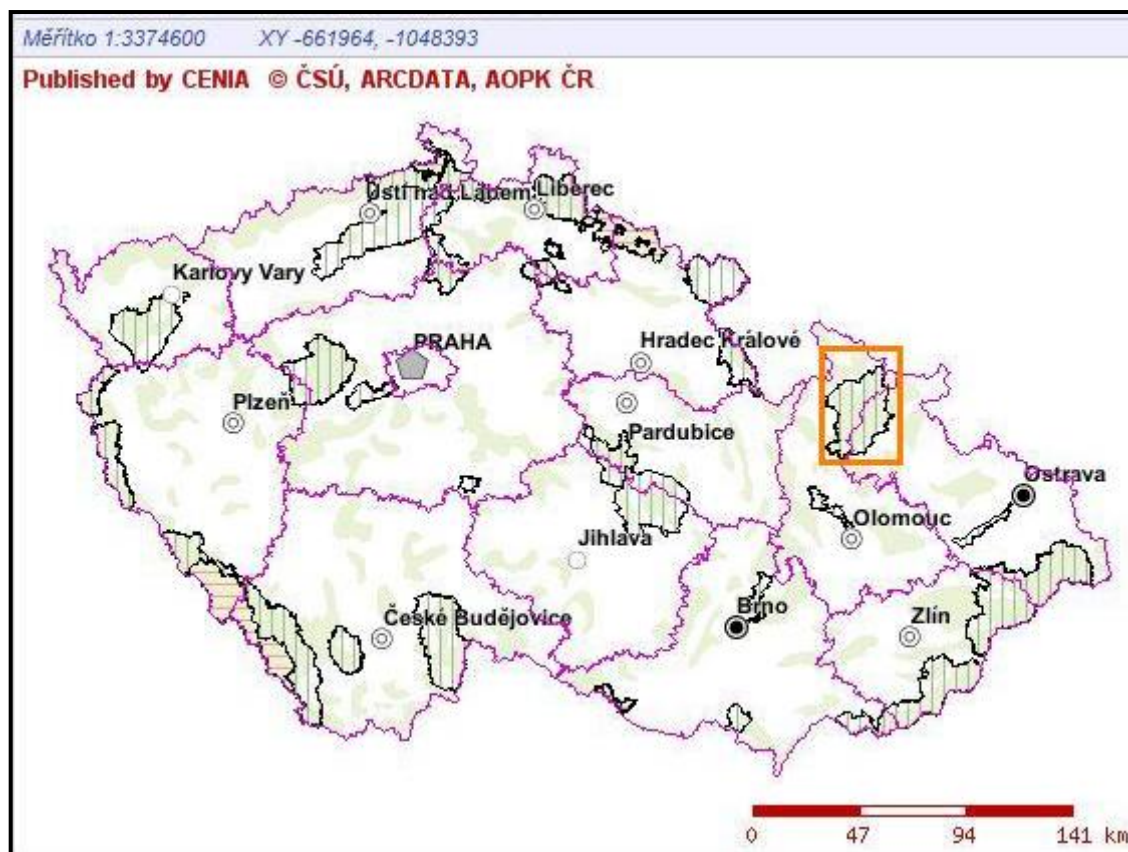 Měřítko 1:3374600 XY -661964, -1048393
Published by CENIA © ČSÚ, ARCDATA, AOPK ČR
Ústí nad Labem
Liberec
Karlovy Vary
PRAHA
Hradec Králové
Plzeň
Pardubice
Ostrava
Olomouc
Jihlava
České Budějovice
Brno
Zlín
0 47 94 141 km